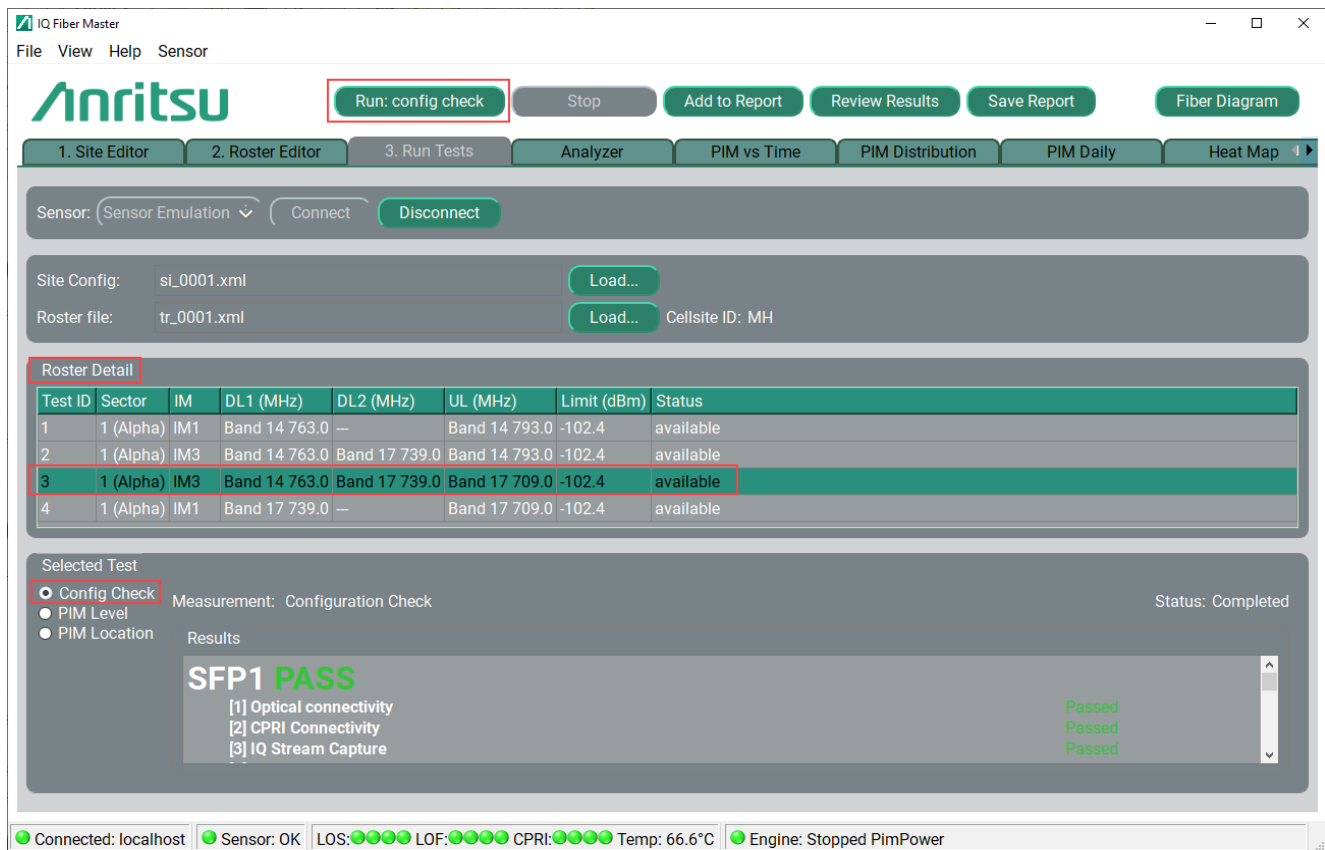 IQ Fiber Master
File View Help Sensor
Anritsu
Run: config check Stop Add to Report Review Results Save Report Fiber Diagram
1. Site Editor 2. Roster Editor 3. Run Tests Analyzer PIM vs Time PIM Distribution PIM Daily Heat Map
Sensor: Sensor Emulation Connect Disconnect
Site Config: si_0001.xml Load...
Roster file: tr_0001.xml Load... Cellsite ID: MH
Roster Detail
Test ID Sector IM DL1 (MHz) DL2 (MHz) UL (MHz) Limit (dBm) Status
1 1 (Alpha) IM1 Band 14 763.0 --- Band 14 793.0 -102.4 available
2 1 (Alpha) IM3 Band 14 763.0 Band 17 739.0 Band 14 793.0 -102.4 available
3 1 (Alpha) IM3 Band 14 763.0 Band 17 739.0 Band 17 709.0 -102.4 available
4 1 (Alpha) IM1 Band 17 739.0 --- Band 17 709.0 -102.4 available
Selected Test
Config Check
PIM Level
PIM Location
Measurement: Configuration Check Status: Completed
Results
SFP1 PASS
[1] Optical connectivity Passed
[2] CPRI Connectivity Passed
[3] IQ Stream Capture Passed
Connected: localhost Sensor: OK LOS: LOF: CPRI: Temp: 66.6°C Engine: Stopped PimPower